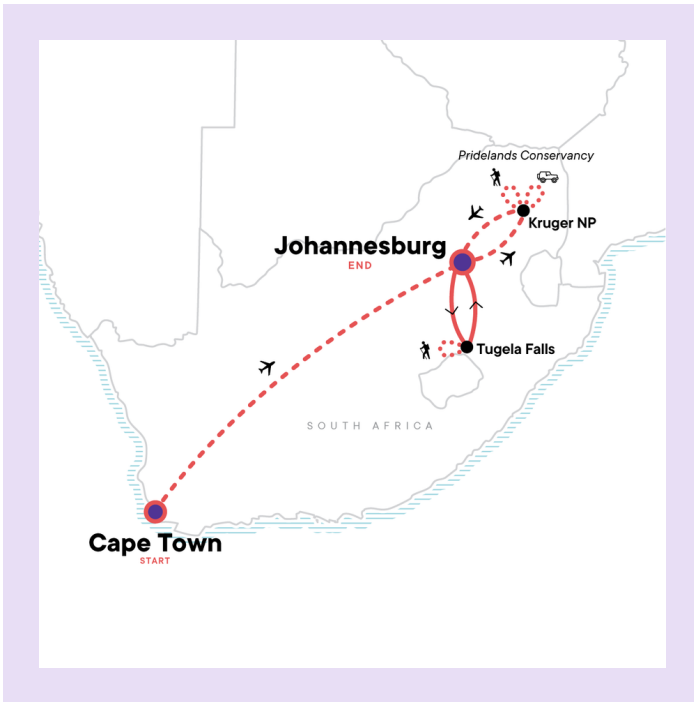 Pridelands Conservancy
Kruger NP
Johannesburg
END
Tugela Falls
SOUTH AFRICA
Cape Town
START